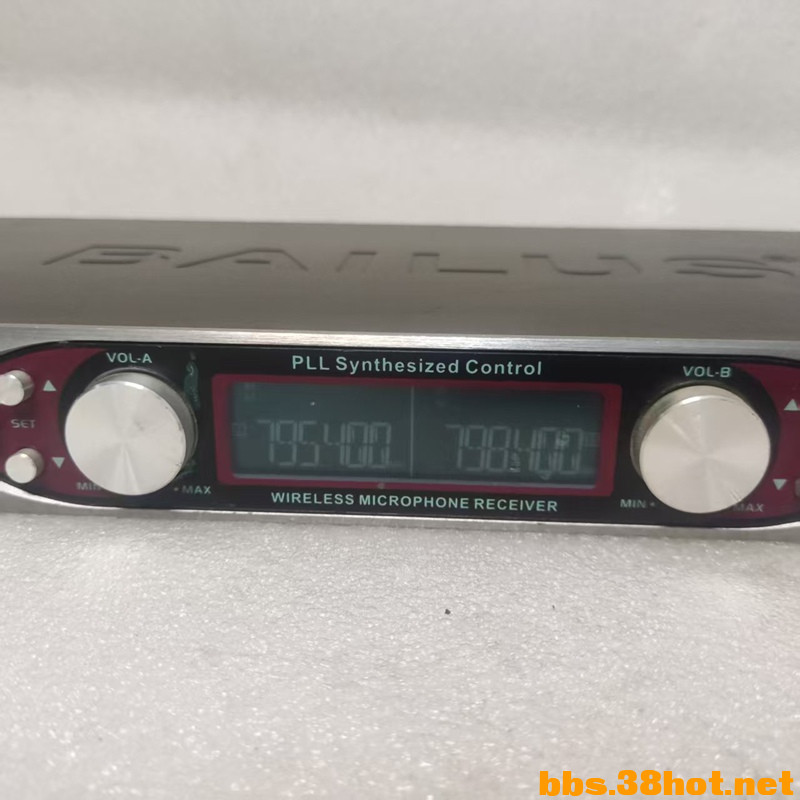 BAILUS
VOL-A
PLL Synthesized Control
VOL-B
SET
795400
798400
MIN
MAX
WIRELESS MICROPHONE RECEIVER
MIN
MAX
bbs.38hot.net